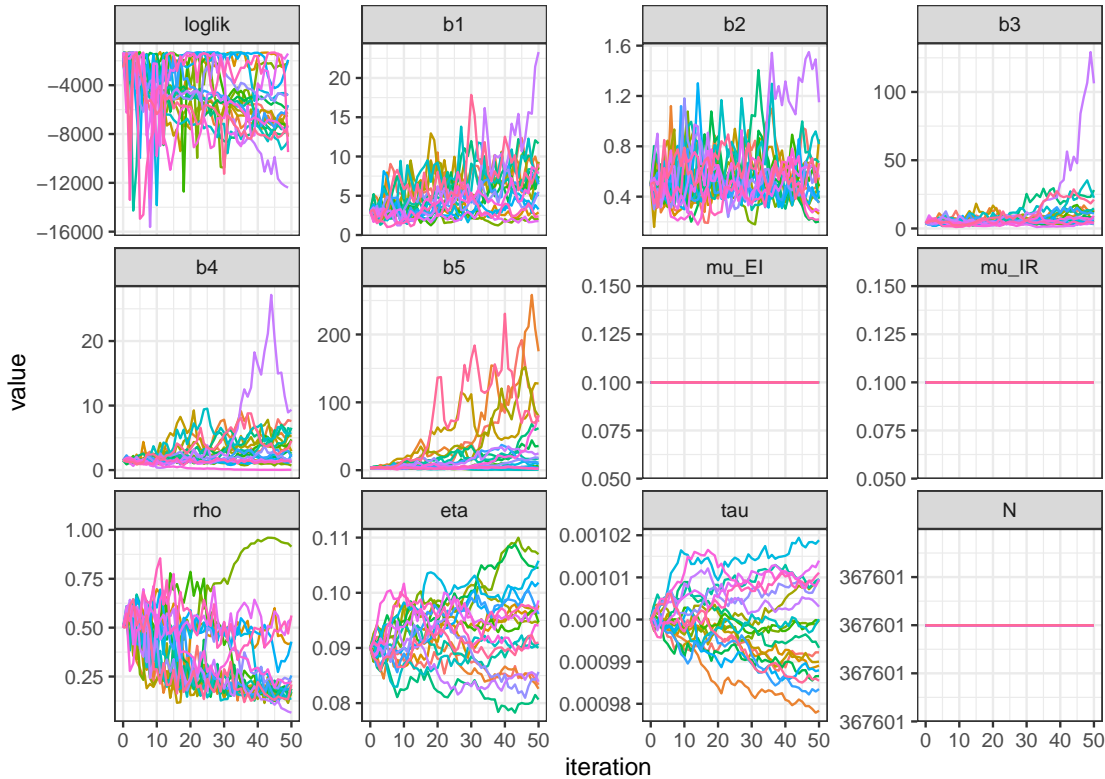 loglik b1 b2 b3
−4000 −8000 −12000 −16000
20 15 10 5 0
1.6 1.2 0.8 0.4
100 50 0
b4 b5 mu_EI mu_IR
20 10 0
200 100 0
0.150 0.125 0.100 0.075 0.050
0.150 0.125 0.100 0.075 0.050
rho eta tau N
1.00 0.75 0.50 0.25
0.11 0.10 0.09 0.08
0.00102 0.00101 0.00100 0.00099 0.00098
367601 367601 367601 367601
0 10 20 30 40 50 0 10 20 30 40 50 0 10 20 30 40 50 0 10 20 30 40 50
iteration
value